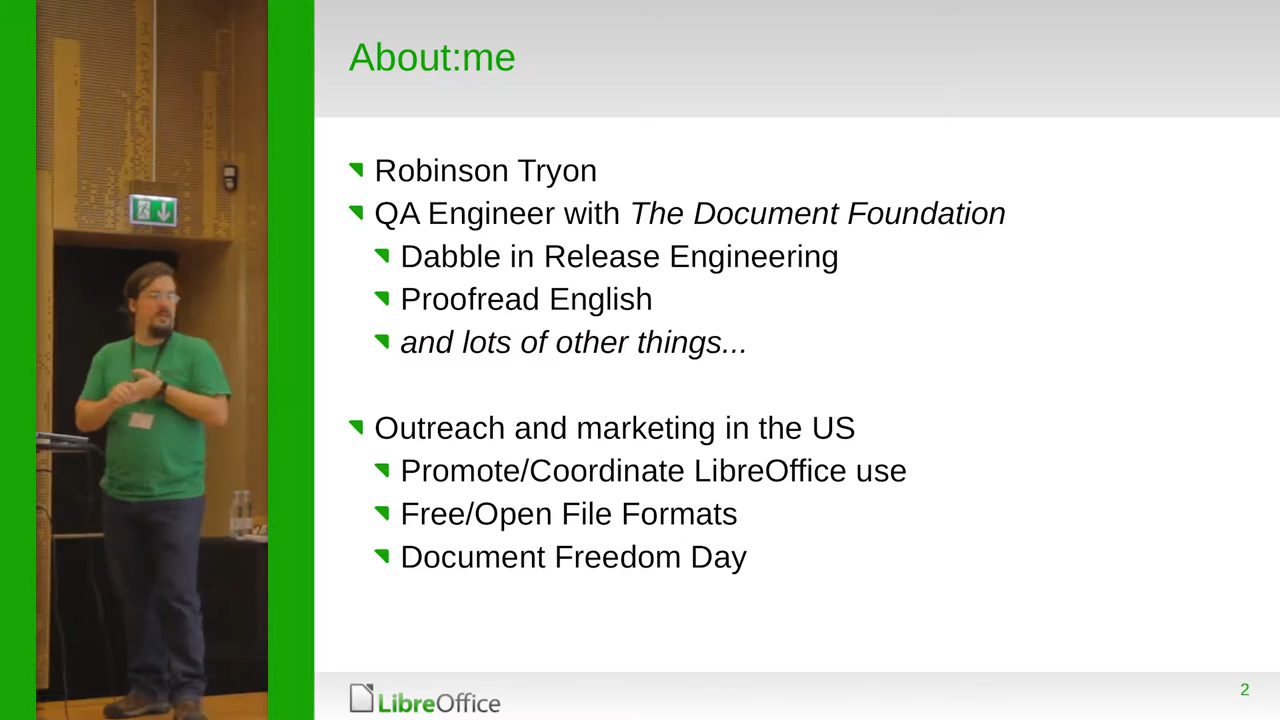 About:me
Robinson Tryon
QA Engineer with The Document Foundation
Dabble in Release Engineering
Proofread English
and lots of other things...
Outreach and marketing in the US
Promote/Coordinate LibreOffice use
Free/Open File Formats
Document Freedom Day
LibreOffice
2